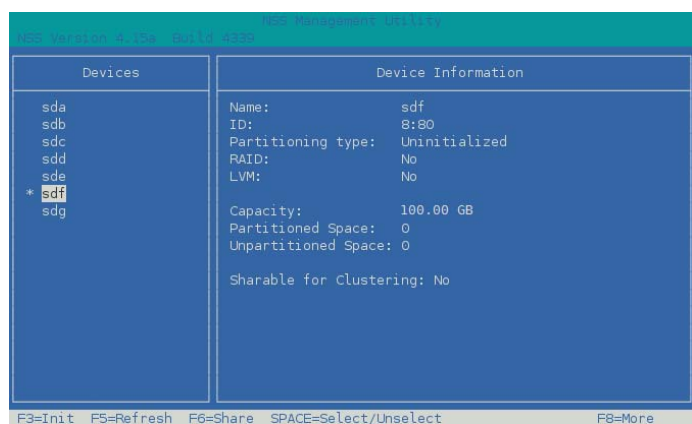 NSS Management Utility
NSS Version 4.15a Build 4339
Devices
sda
sdb
sdc
sdd
sde
* sdf
sdg
Device Information
Name: sdf
ID: 8:80
Partitioning type: Uninitialized
RAID: No
LVM: No
Capacity: 100.00 GB
Partitioned Space: 0
Unpartitioned Space: 0
Sharable for Clustering: No
F3=Init F5=Refresh F6=Share SPACE=Select/Unselect F8=More